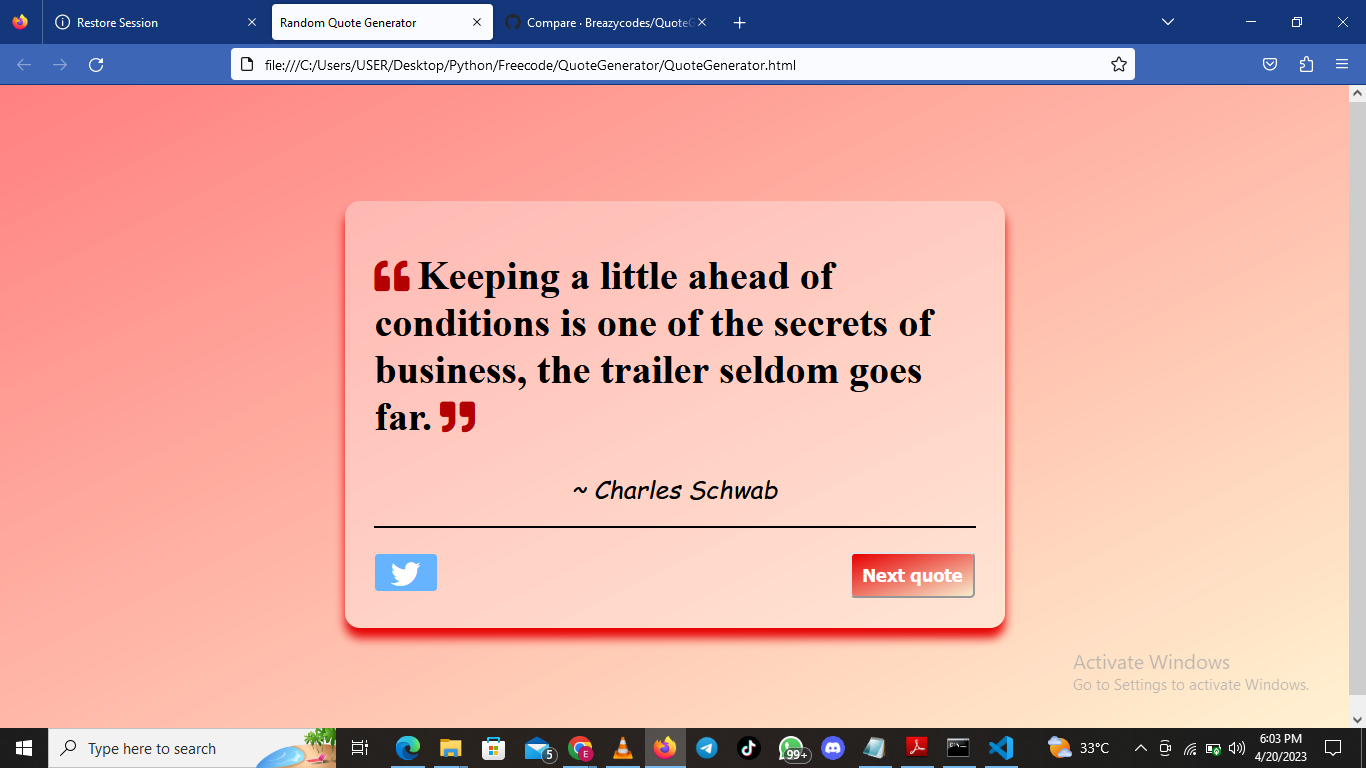 Restore Session
Random Quote Generator
Compare · Breazycodes/QuoteG
file:///C:/Users/USER/Desktop/Python/Freecode/QuoteGenerator/QuoteGenerator.html
Keeping a little ahead of
conditions is one of the secrets of
business, the trailer seldom goes
far.
~ Charles Schwab
Next quote
Activate Windows
Go to Settings to activate Windows.
Type here to search
5
E
99+
33°C
6:03 PM
4/20/2023